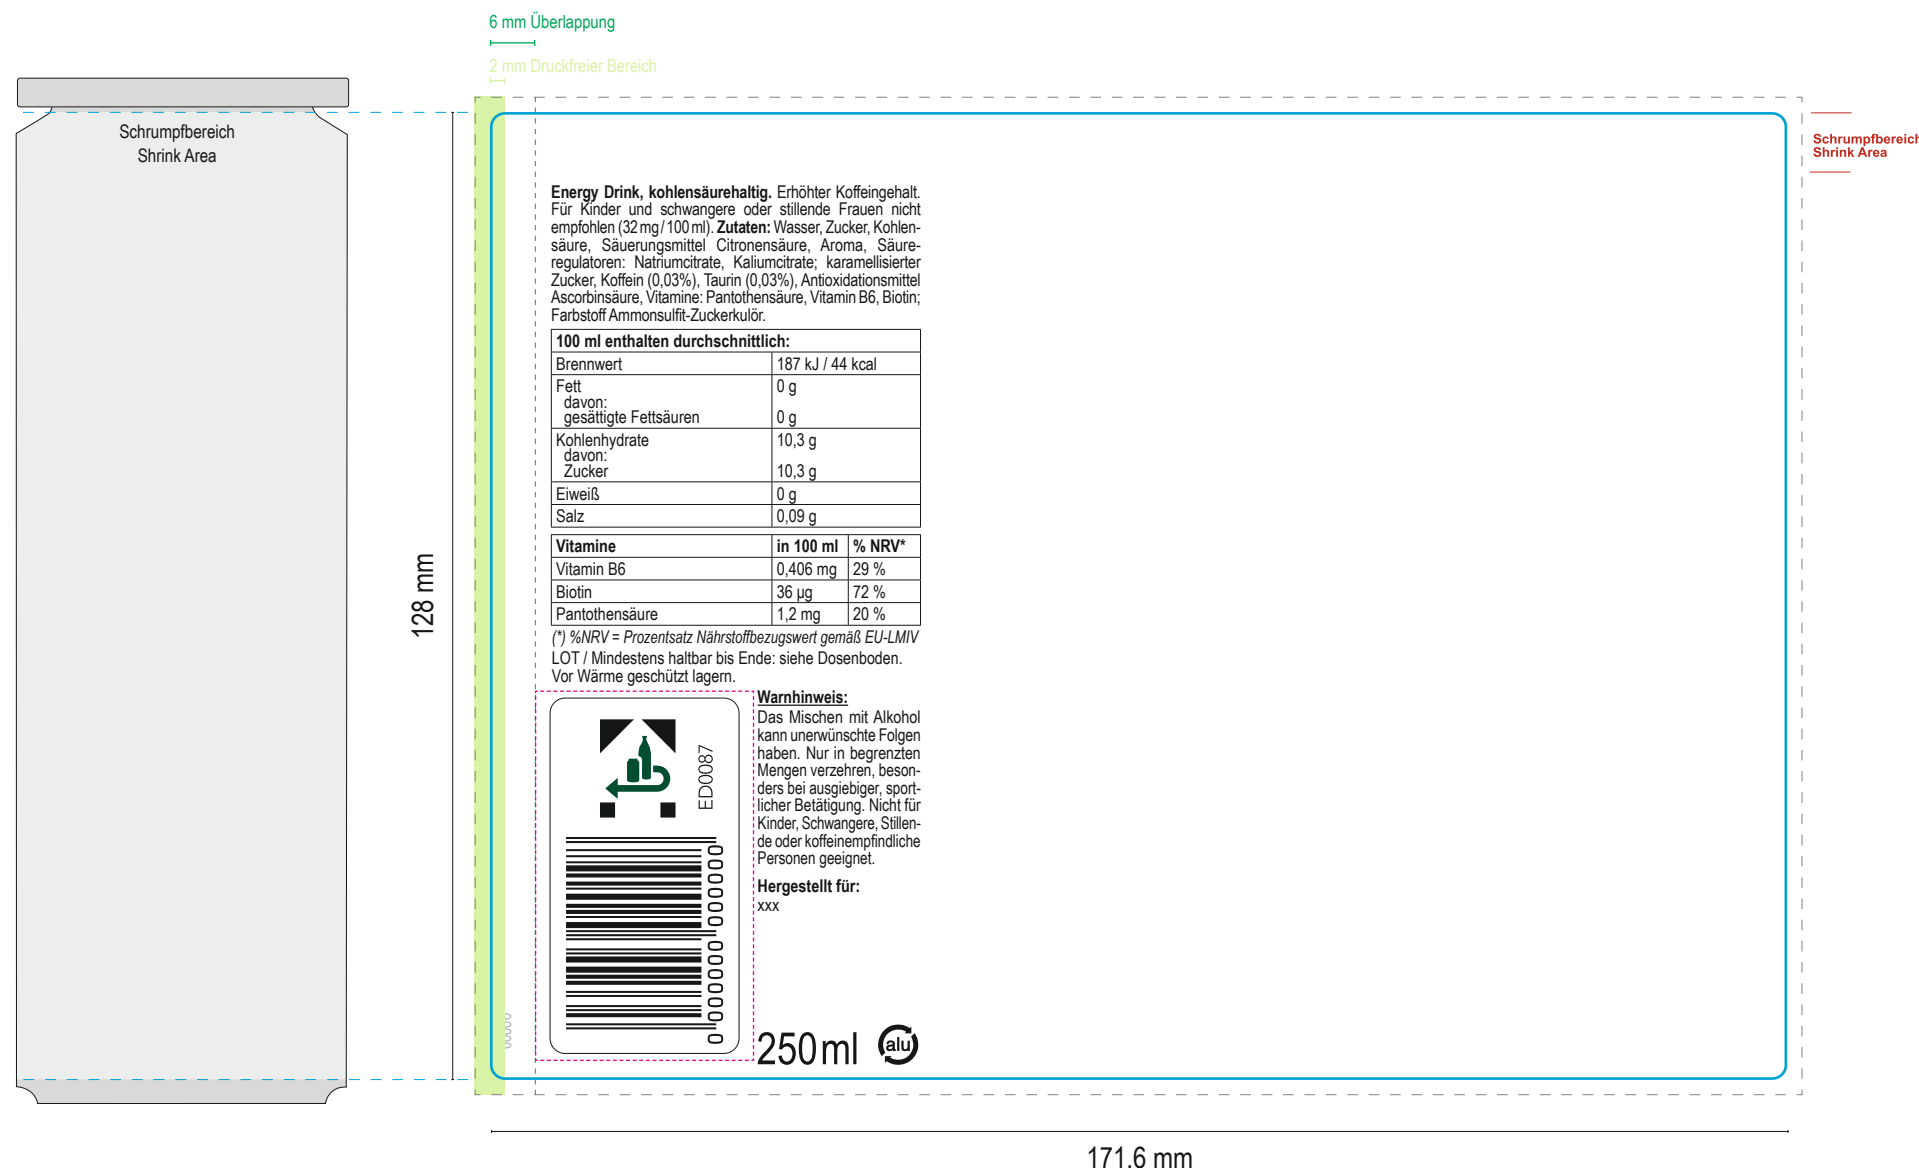 6 mm Überlappung
2 mm Druckfreier Bereich
Schrumpfbereich
Shrink Area
Schrumpfbereich
Shrink Area
Energy Drink, kohlensäurehaltig. Erhöhter Koffeingehalt.
Für Kinder und schwangere oder stillende Frauen nicht
empfohlen (32 mg / 100 ml). Zutaten: Wasser, Zucker, Kohlen-
säure, Säuerungsmittel Citronensäure, Aroma, Säure-
regulatoren: Natriumcitrate, Kaliumcitrate; karamellisierter
Zucker, Koffein (0,03%), Taurin (0,03%), Antioxidationsmittel
Ascorbinsäure, Vitamine: Pantothensäure, Vitamin B6, Biotin;
Farbstoff Ammonsulfit-Zuckerkulör.
100 ml enthalten durchschnittlich:
Brennwert 187 kJ / 44 kcal
Fett 0 g
davon:
gesättigte Fettsäuren 0 g
Kohlenhydrate 10,3 g
davon:
Zucker 10,3 g
Eiweiß 0 g
Salz 0,09 g
Vitamine in 100 ml % NRV*
Vitamin B6 0,406 mg 29 %
Biotin 36 µg 72 %
Pantothensäure 1,2 mg 20 %
(*) %NRV = Prozentsatz Nährstoffbezugswert gemäß EU-LMIV
LOT / Mindestens haltbar bis Ende: siehe Dosenboden.
Vor Wärme geschützt lagern.
ED0087
0 000000 000000
00000
Warnhinweis:
Das Mischen mit Alkohol
kann unerwünschte Folgen
haben. Nur in begrenzten
Mengen verzehren, beson-
ders bei ausgiebiger, sport-
licher Betätigung. Nicht für
Kinder, Schwangere, Stillen-
de oder koffeinempfindliche
Personen geeignet.
Hergestellt für:
xxx
250 ml
alu
128 mm
171,6 mm